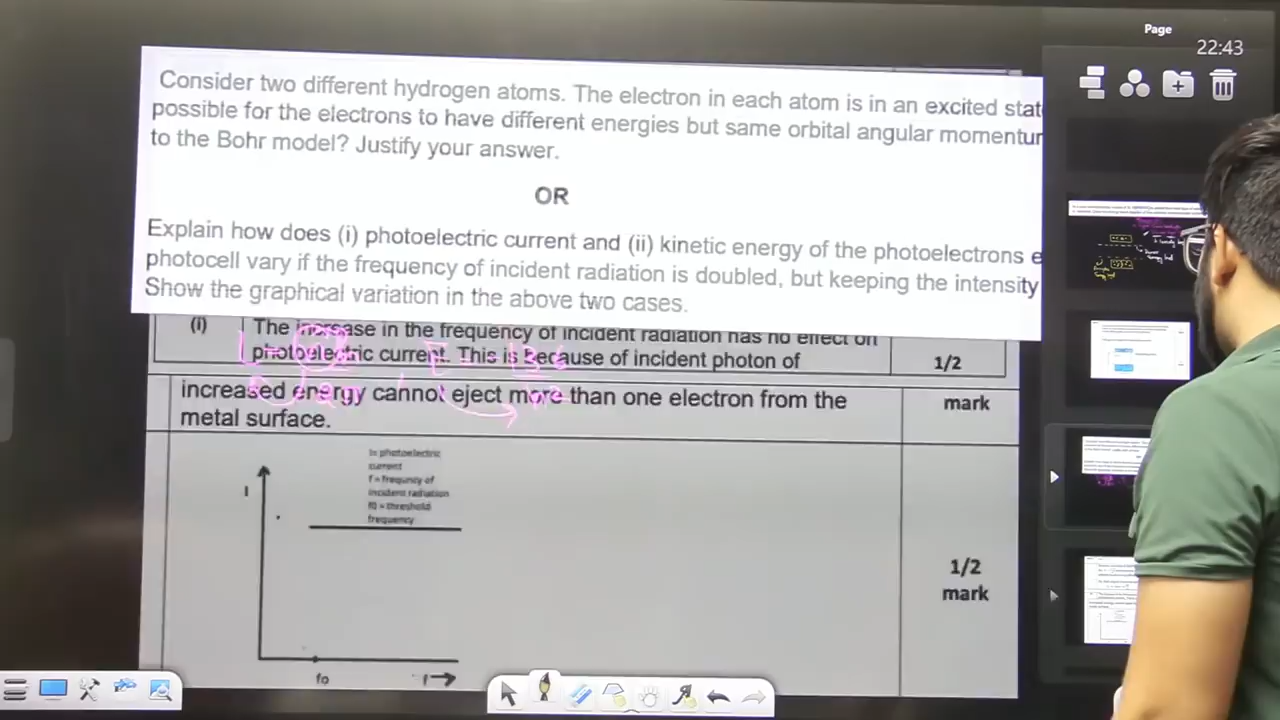 Page
22:43
Consider two different hydrogen atoms. The electron in each atom is in an excited stat
possible for the electrons to have different energies but same orbital angular momentur
to the Bohr model? Justify your answer.
OR
Explain how does (i) photoelectric current and (ii) kinetic energy of the photoelectrons e
photocell vary if the frequency of incident radiation is doubled, but keeping the intensity
Show the graphical variation in the above two cases.
(i) The increase in the frequency of incident radiation has no effect on
photoelectric current. This is because of incident photon of
1/2
increased energy cannot eject more than one electron from the
metal surface.
mark
I= photoelectric
current
f = frequency of
incident radiation
f0 = threshold
frequency
I
1/2
mark
fo
f